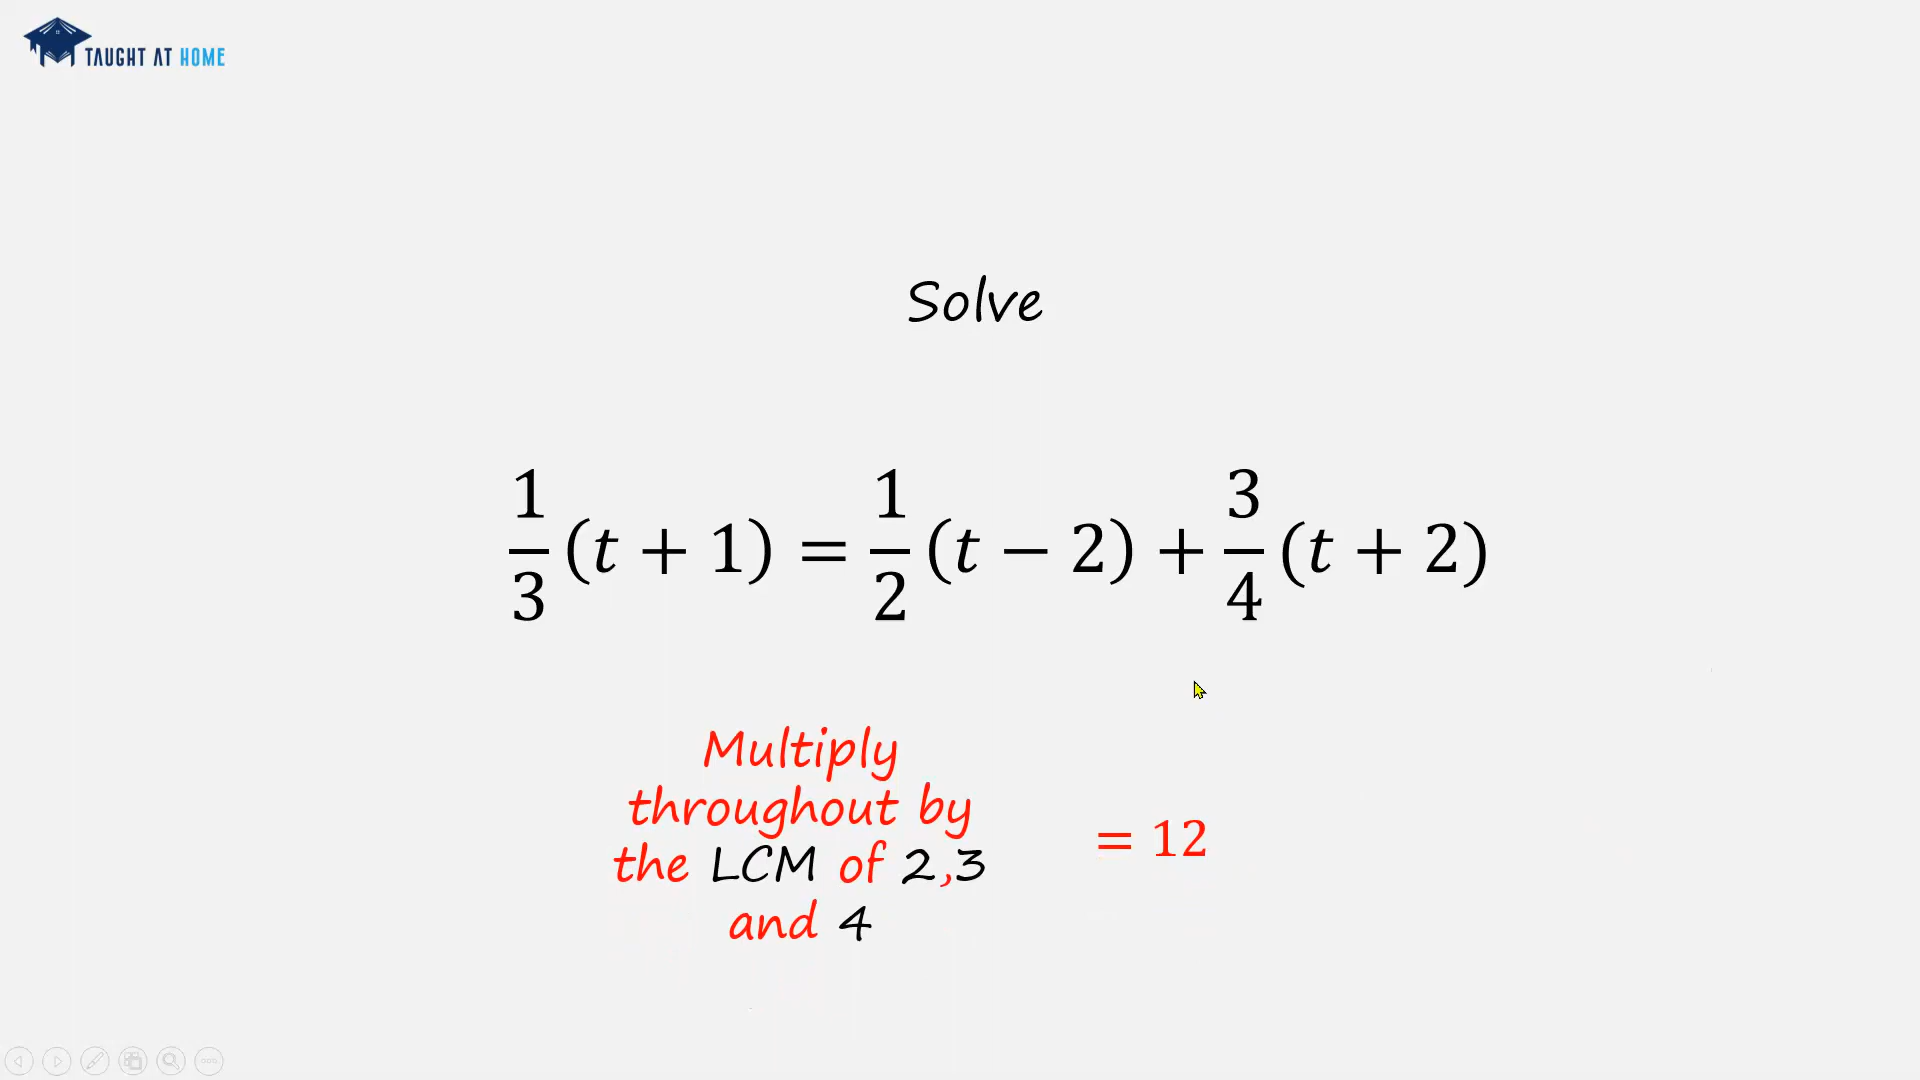 TAUGHT AT HOME
Solve
1/3 (t + 1) = 1/2 (t − 2) + 3/4 (t + 2)
Multiply
throughout by
the LCM of 2,3
and 4
= 12